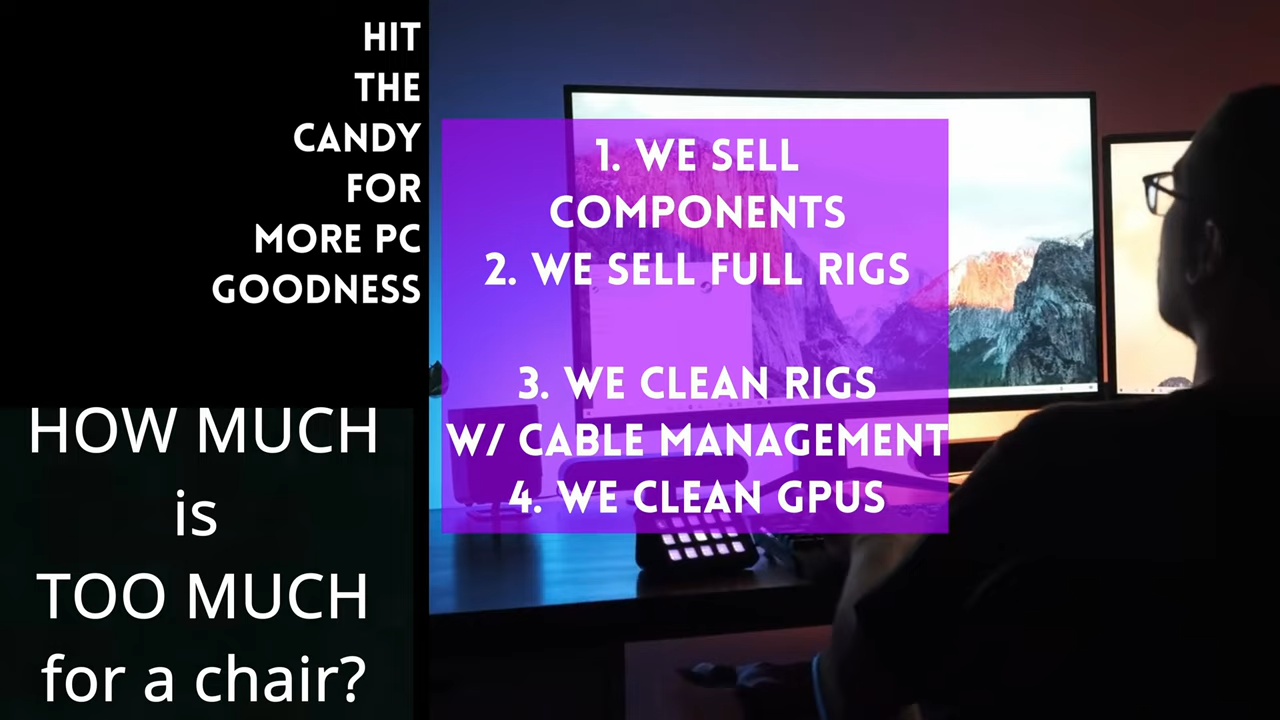 HIT
THE
CANDY
FOR
MORE PC
GOODNESS
HOW MUCH
is
TOO MUCH
for a chair?
1. WE SELL
COMPONENTS
2. WE SELL FULL RIGS
3. WE CLEAN RIGS
W/ CABLE MANAGEMENT
4. WE CLEAN GPUS